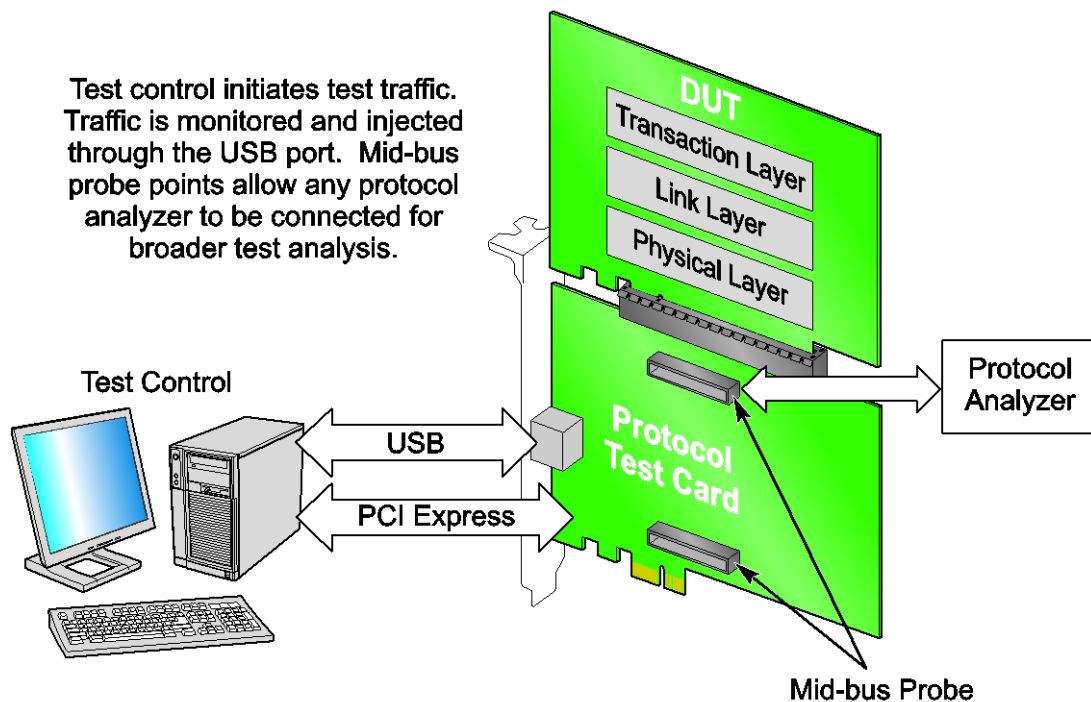 Test control initiates test traffic.
Traffic is monitored and injected
through the USB port.  Mid-bus
probe points allow any protocol
analyzer to be connected for
broader test analysis.
DUT
Transaction Layer
Link Layer
Physical Layer
Test Control
USB
PCI Express
Protocol
Test Card
Protocol
Analyzer
Mid-bus Probe